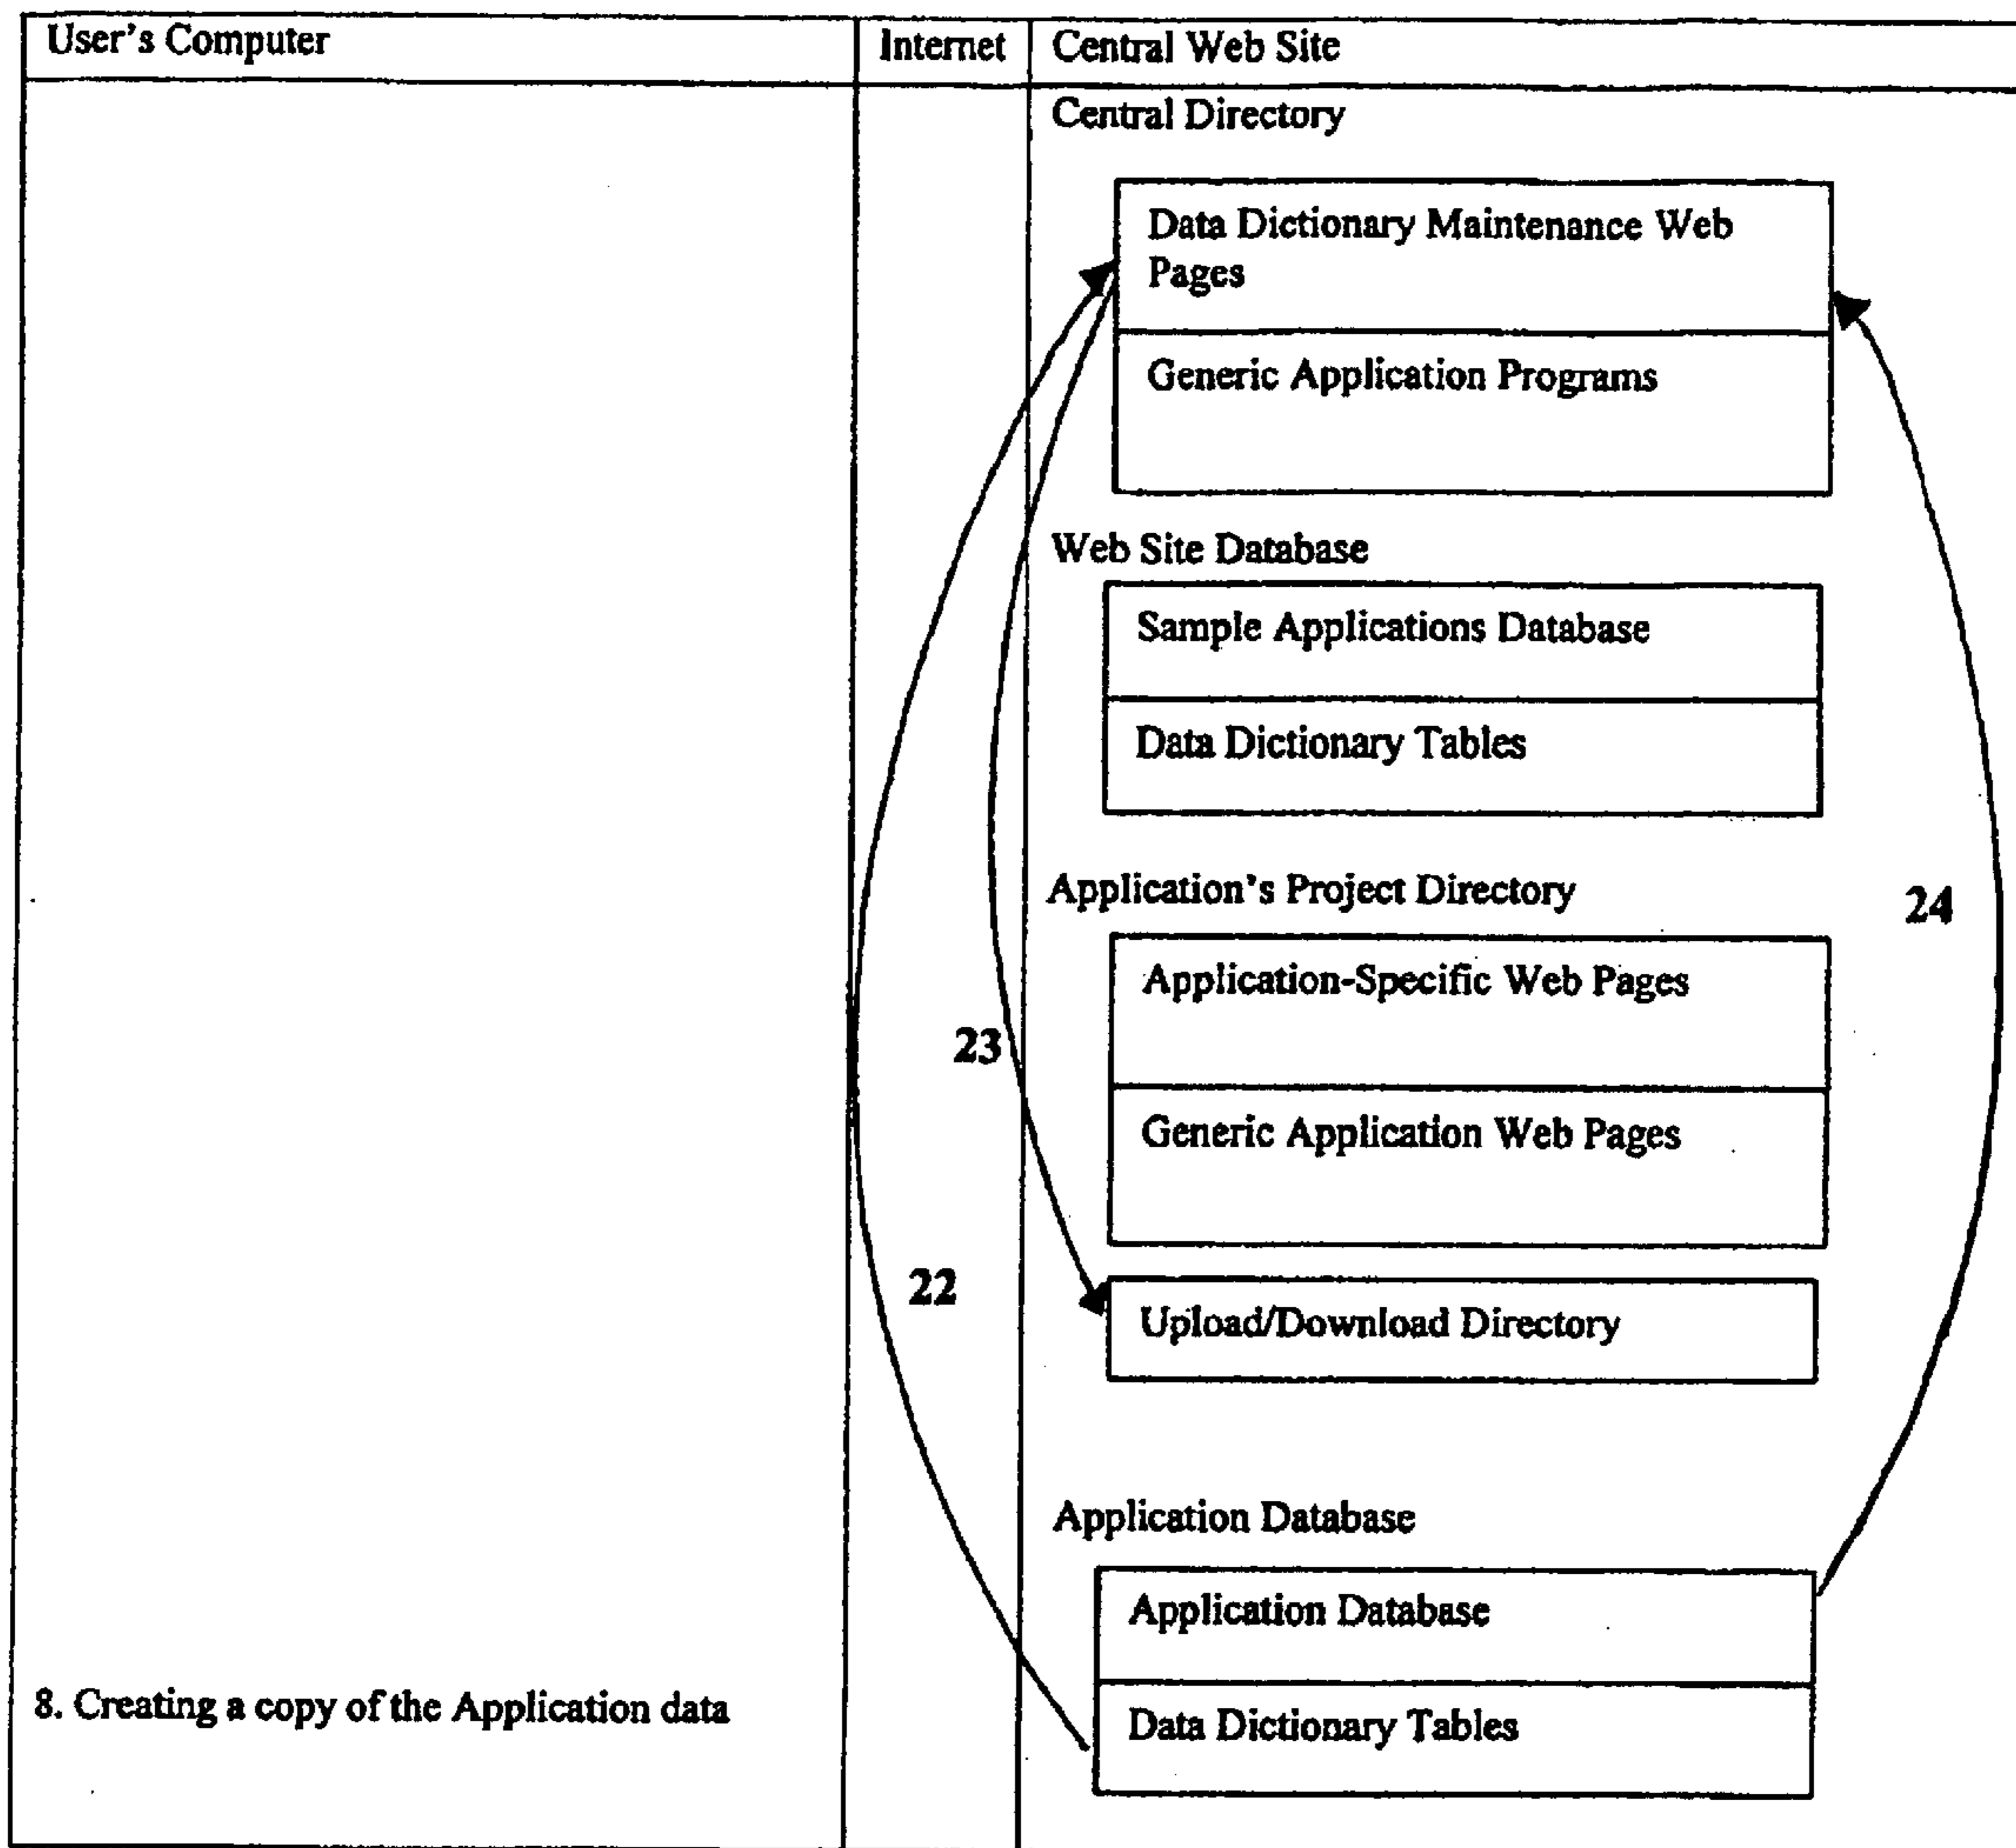 User's Computer
Internet
Central Web Site
Central Directory
Data Dictionary Maintenance Web
Pages
Generic Application Programs
Web Site Database
Sample Applications Database
Data Dictionary Tables
Application's Project Directory
24
Application-Specific Web Pages
23
Generic Application Web Pages
22
Upload/Download Directory
Application Database
Application Database
8. Creating a copy of the Application data
Data Dictionary Tables